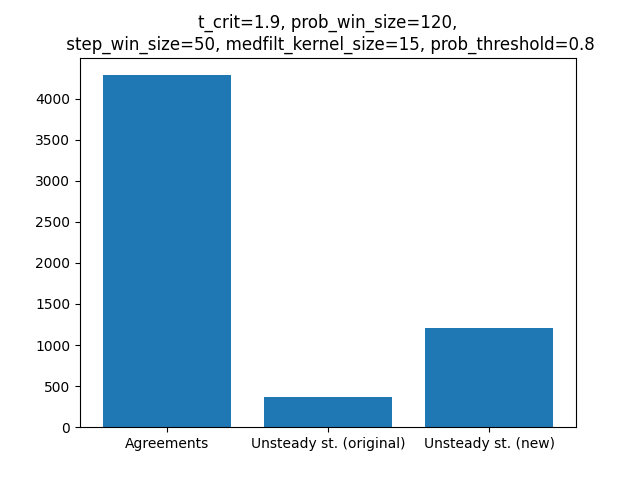 t_crit=1.9, prob_win_size=120,
step_win_size=50, medfilt_kernel_size=15, prob_threshold=0.8
4000
3500
3000
2500
2000
1500
1000
500
0
Agreements
Unsteady st. (original)
Unsteady st. (new)